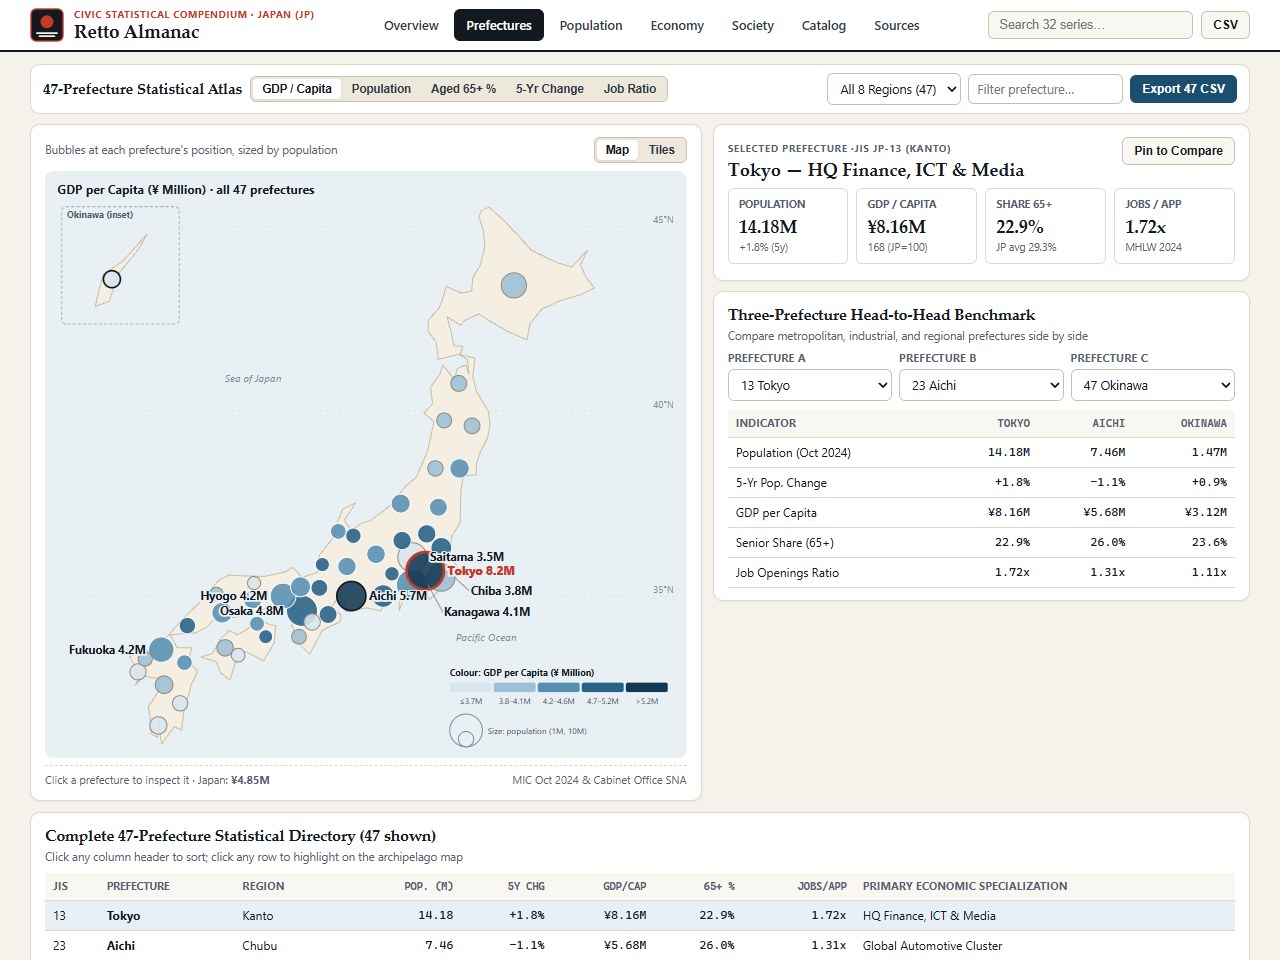 CIVIC STATISTICAL COMPENDIUM · JAPAN (JP)
Retto Almanac
Overview
Prefectures
Population
Economy
Society
Catalog
Sources
Search 32 series...
CSV
47-Prefecture Statistical Atlas
GDP / Capita
Population
Aged 65+ %
5-Yr Change
Job Ratio
All 8 Regions (47)
Filter prefecture...
Export 47 CSV
Bubbles at each prefecture's position, sized by population
Map
Tiles
GDP per Capita (¥ Million) · all 47 prefectures
Okinawa (inset)
45°N
Sea of Japan
40°N
Saitama 3.5M
Tokyo 8.2M
Chiba 3.8M
Hyogo 4.2M
Aichi 5.7M
35°N
Osaka 4.8M
Kanagawa 4.1M
Pacific Ocean
Fukuoka 4.2M
Colour: GDP per Capita (¥ Million)
≤3.7M
3.8–4.1M
4.2–4.6M
4.7–5.2M
>5.2M
Size: population (1M, 10M)
Click a prefecture to inspect it · Japan: ¥4.85M
MIC Oct 2024 & Cabinet Office SNA
SELECTED PREFECTURE ·JIS JP-13 (KANTO)
Tokyo — HQ Finance, ICT & Media
Pin to Compare
POPULATION
14.18M
+1.8% (5y)
GDP / CAPITA
¥8.16M
168 (JP=100)
SHARE 65+
22.9%
JP avg 29.3%
JOBS / APP
1.72x
MHLW 2024
Three-Prefecture Head-to-Head Benchmark
Compare metropolitan, industrial, and regional prefectures side by side
PREFECTURE A
PREFECTURE B
PREFECTURE C
13 Tokyo
23 Aichi
47 Okinawa
INDICATOR TOKYO AICHI OKINAWA
Population (Oct 2024) 14.18M 7.46M 1.47M
5-Yr Pop. Change +1.8% −1.1% +0.9%
GDP per Capita ¥8.16M ¥5.68M ¥3.12M
Senior Share (65+) 22.9% 26.0% 23.6%
Job Openings Ratio 1.72x 1.31x 1.11x
Complete 47-Prefecture Statistical Directory (47 shown)
Click any column header to sort; click any row to highlight on the archipelago map
JIS PREFECTURE REGION POP. (M) 5Y CHG GDP/CAP 65+ % JOBS/APP PRIMARY ECONOMIC SPECIALIZATION
13 Tokyo Kanto 14.18 +1.8% ¥8.16M 22.9% 1.72x HQ Finance, ICT & Media
23 Aichi Chubu 7.46 −1.1% ¥5.68M 26.0% 1.31x Global Automotive Cluster